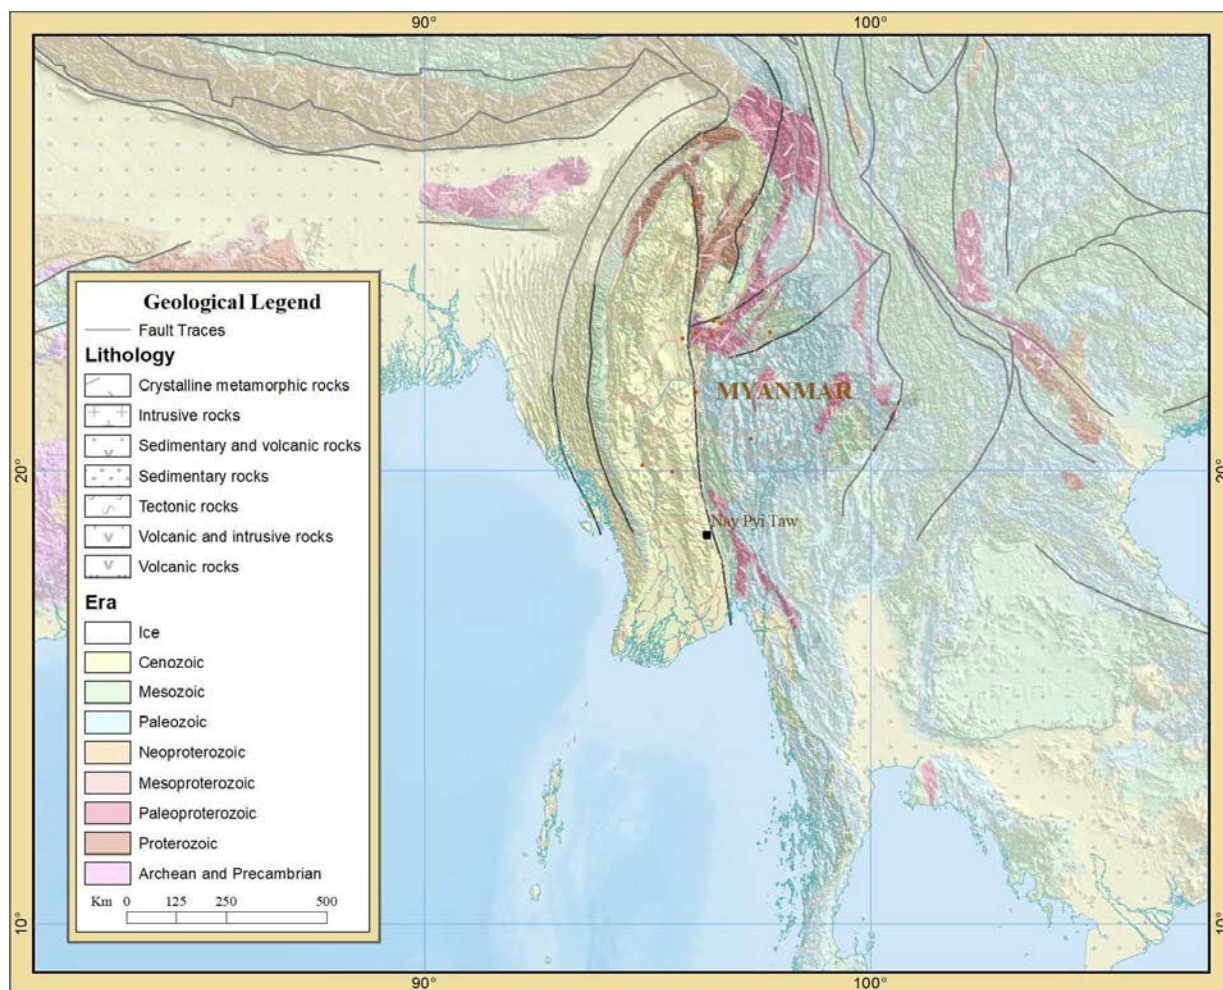 90°
100°
20°
20°
10°
10°
MYANMAR
Nay Pyi Taw
Geological Legend
Fault Traces
Lithology
Crystalline metamorphic rocks
Intrusive rocks
Sedimentary and volcanic rocks
Sedimentary rocks
Tectonic rocks
Volcanic and intrusive rocks
Volcanic rocks
Era
Ice
Cenozoic
Mesozoic
Paleozoic
Neoproterozoic
Mesoproterozoic
Paleoproterozoic
Proterozoic
Archean and Precambrian
Km 0 125 250 500
90°
100°